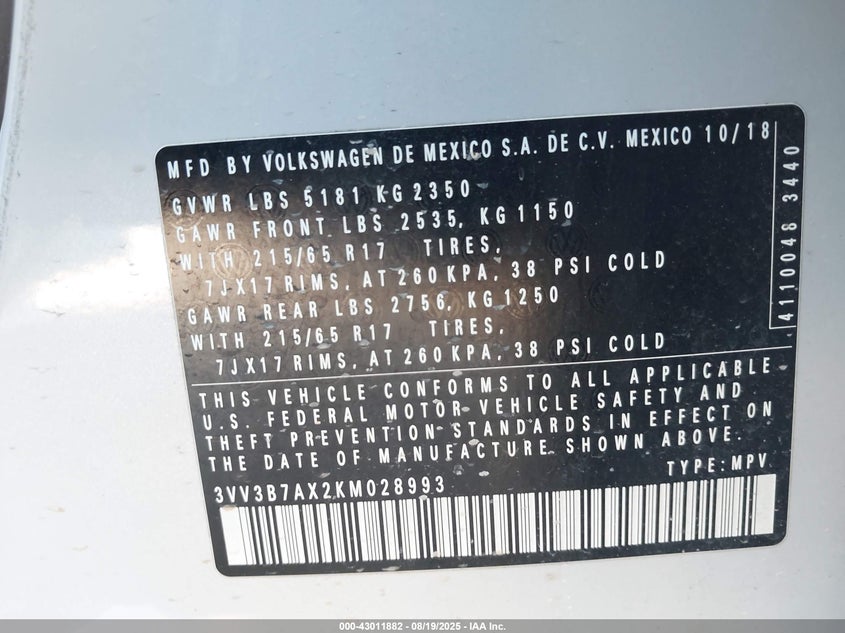 MFD BY VOLKSWAGEN DE MEXICO S.A. DE C.V. MEXICO 10/18
GVWR LBS 5181 KG 2350
GAWR FRONT LBS 2535, KG 1150
WITH 215/65 R17 TIRES,
7JX17 RIMS, AT 260 KPA, 38 PSI COLD
GAWR REAR LBS 2756, KG 1250
WITH 215/65 R17 TIRES,
7JX17 RIMS, AT 260 KPA, 38 PSI COLD
4110048 3440
THIS VEHICLE CONFORMS TO ALL APPLICABLE
U.S. FEDERAL MOTOR VEHICLE SAFETY AND
THEFT PREVENTION STANDARDS IN EFFECT ON
THE DATE OF MANUFACTURE SHOWN ABOVE.
3VV3B7AX2KM028993 TYPE: MPV
000-43011882 - 08/19/2025 - IAA Inc.